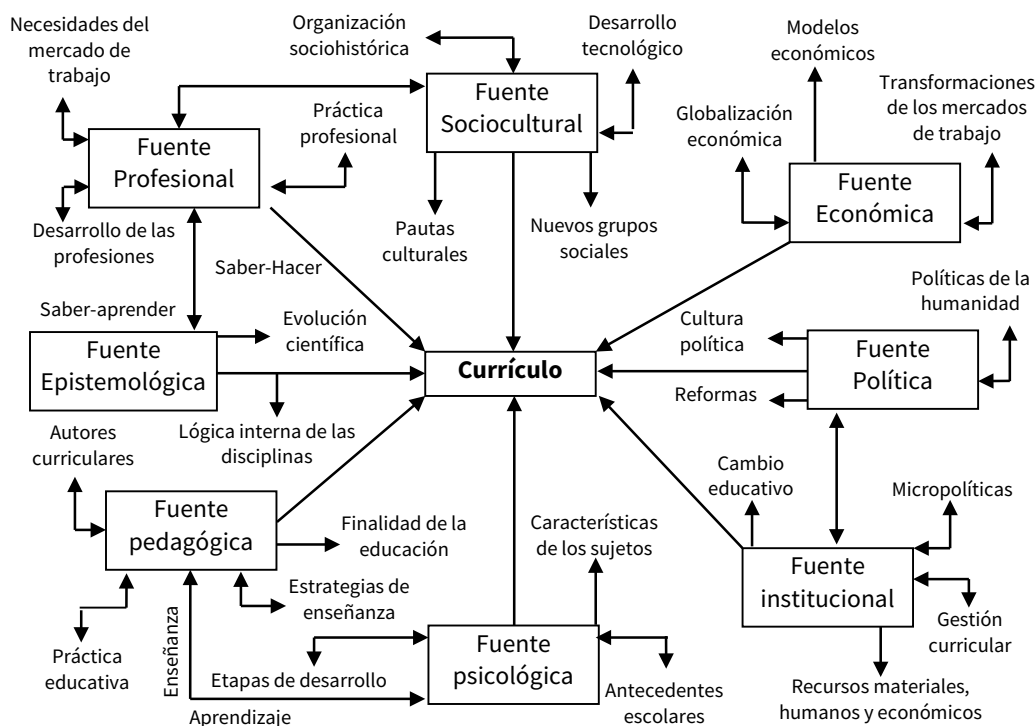 Necesidades del
mercado de
trabajo
Organización
sociohistórica
Desarrollo
tecnológico
Modelos
económicos
Transformaciones
de los mercados
de trabajo
Globalización
económica
Práctica
profesional
Fuente
Sociocultural
Fuente
Profesional
Fuente
Económica
Desarrollo de las
profesiones
Pautas
culturales
Nuevos grupos
sociales
Saber-Hacer
Saber-aprender
Políticas de la
humanidad
Evolución
científica
Cultura
política
Fuente
Epistemológica
Currículo
Fuente
Política
Reformas
Lógica interna de las
disciplinas
Autores
curriculares
Cambio
educativo
Micropolíticas
Fuente
pedagógica
Finalidad de la
educación
Características
de los sujetos
Fuente
institucional
Estrategias de
enseñanza
Práctica
educativa
Enseñanza
Etapas de desarrollo
Fuente
psicológica
Gestión
curricular
Aprendizaje
Antecedentes
escolares
Recursos materiales,
humanos y económicos